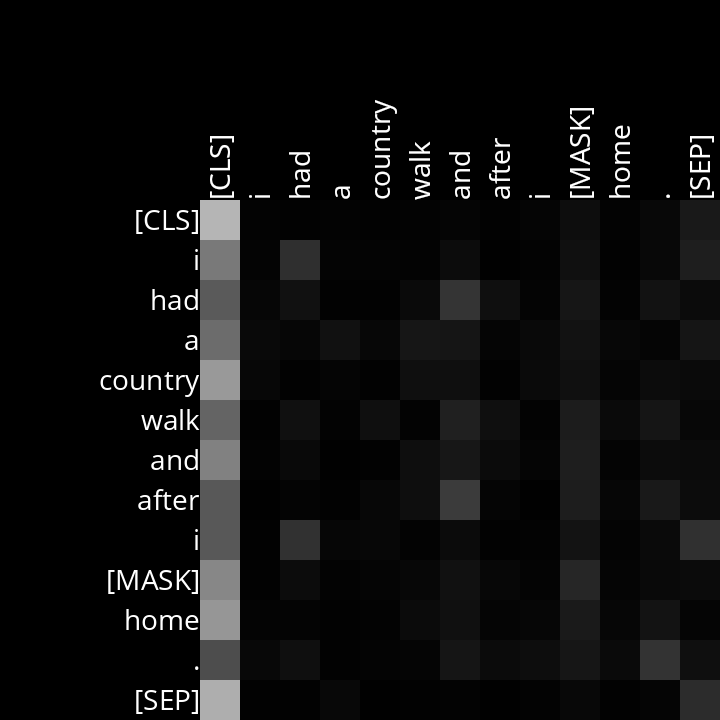 [CLS] i had a country walk and after i [MASK] home . [SEP]
[CLS]
i
had
a
country
walk
and
after
i
[MASK]
home
.
[SEP]